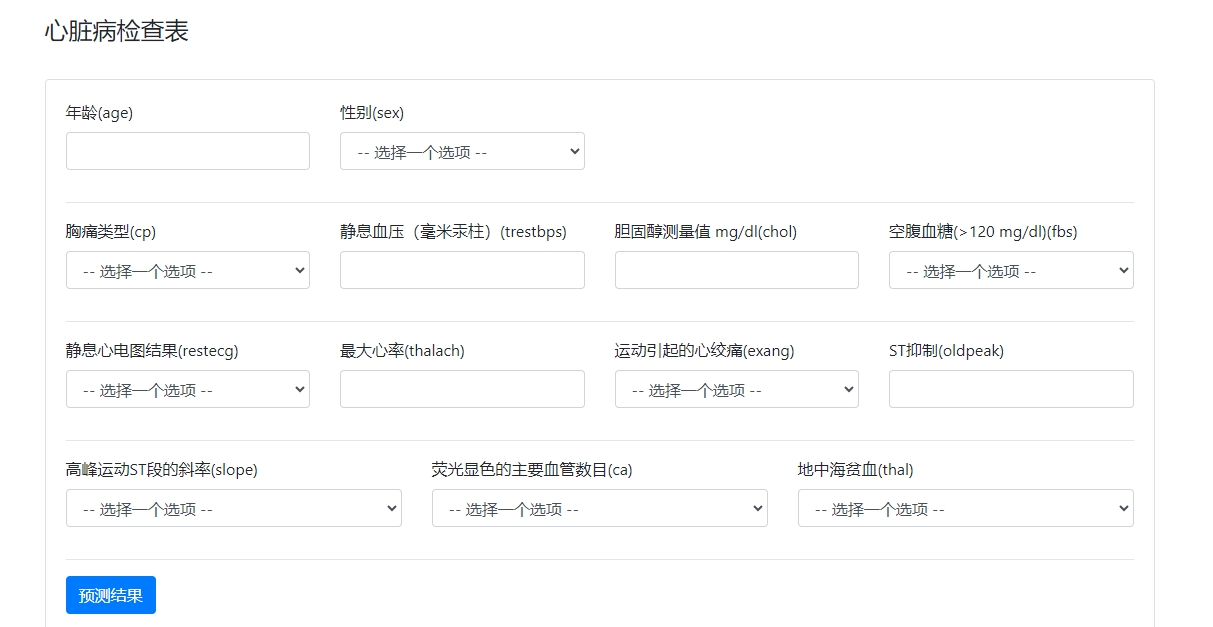 心脏病检查表
年龄(age) 性别(sex)
-- 选择一个选项 --
胸痛类型(cp) 静息血压（毫米汞柱）(trestbps) 胆固醇测量值 mg/dl(chol) 空腹血糖(>120 mg/dl)(fbs)
-- 选择一个选项 -- -- 选择一个选项 --
静息心电图结果(restecg) 最大心率(thalach) 运动引起的心绞痛(exang) ST抑制(oldpeak)
-- 选择一个选项 -- -- 选择一个选项 --
高峰运动ST段的斜率(slope) 荧光显色的主要血管数目(ca) 地中海贫血(thal)
-- 选择一个选项 -- -- 选择一个选项 -- -- 选择一个选项 --
预测结果